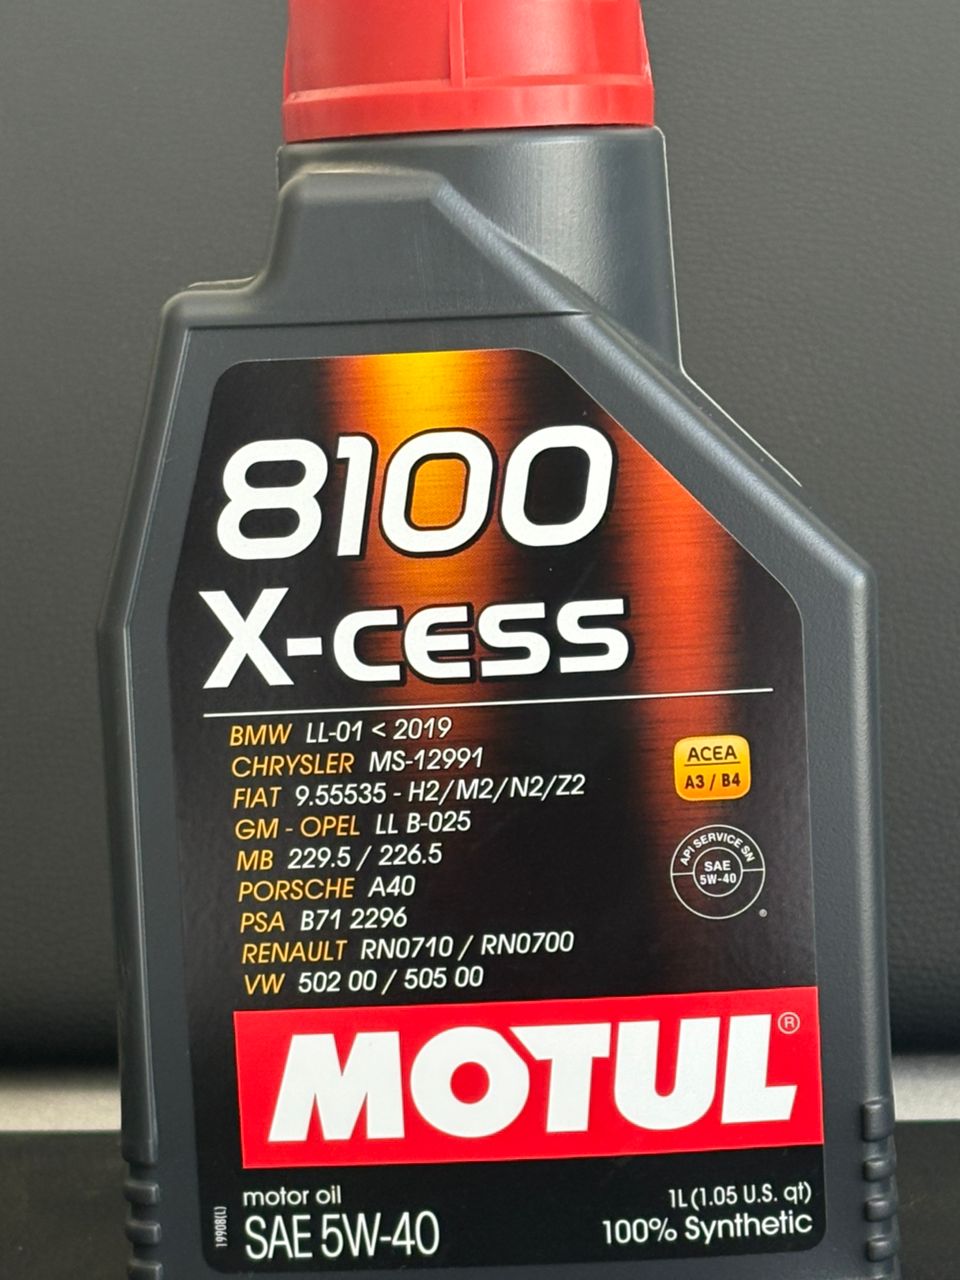 8100
X-CESS
BMW LL-01 < 2019
CHRYSLER MS-12991
FIAT 9.55535 - H2/M2/N2/Z2
GM - OPEL LL B-025
MB 229.5 / 226.5
PORSCHE A40
PSA B71 2296
RENAULT RN0710 / RN0700
VW 502 00 / 505 00
ACEA
A3 / B4
API SERVICE SN
SAE
5W-40
®
MOTUL®
motor oil
SAE 5W-40
1L (1.05 U.S. qt)
100% Synthetic
19908(L)